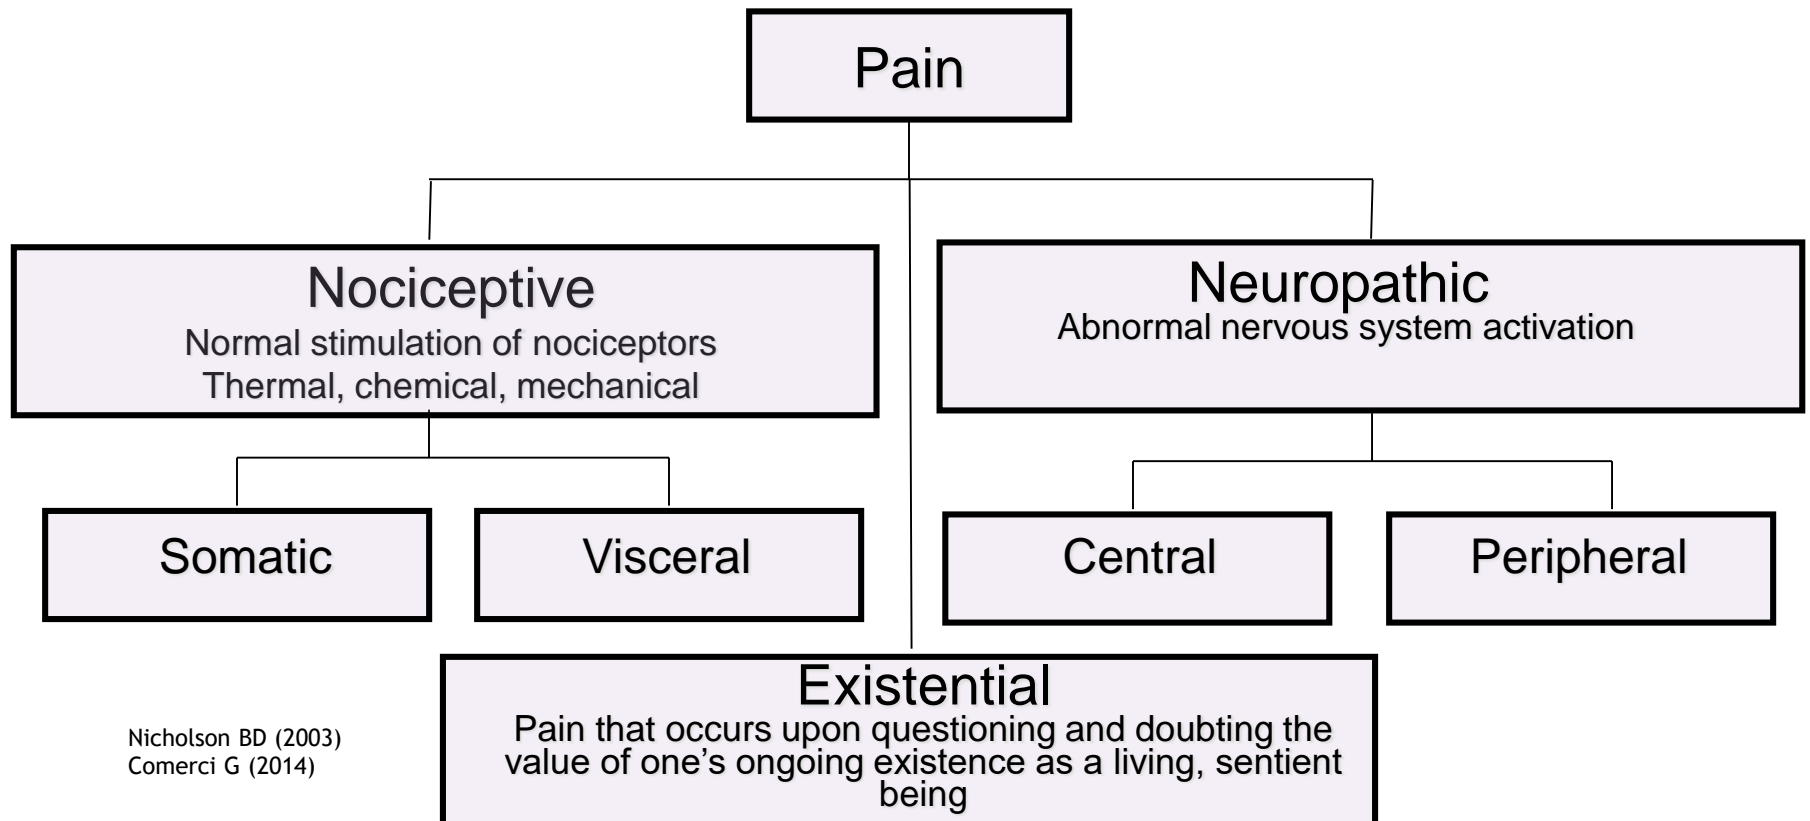 Pain
Nociceptive
Normal stimulation of nociceptors
Thermal, chemical, mechanical
Neuropathic
Abnormal nervous system activation
Somatic
Visceral
Central
Peripheral
Existential
Pain that occurs upon questioning and doubting the
value of one’s ongoing existence as a living, sentient
being
Nicholson BD (2003)
Comerci G (2014)